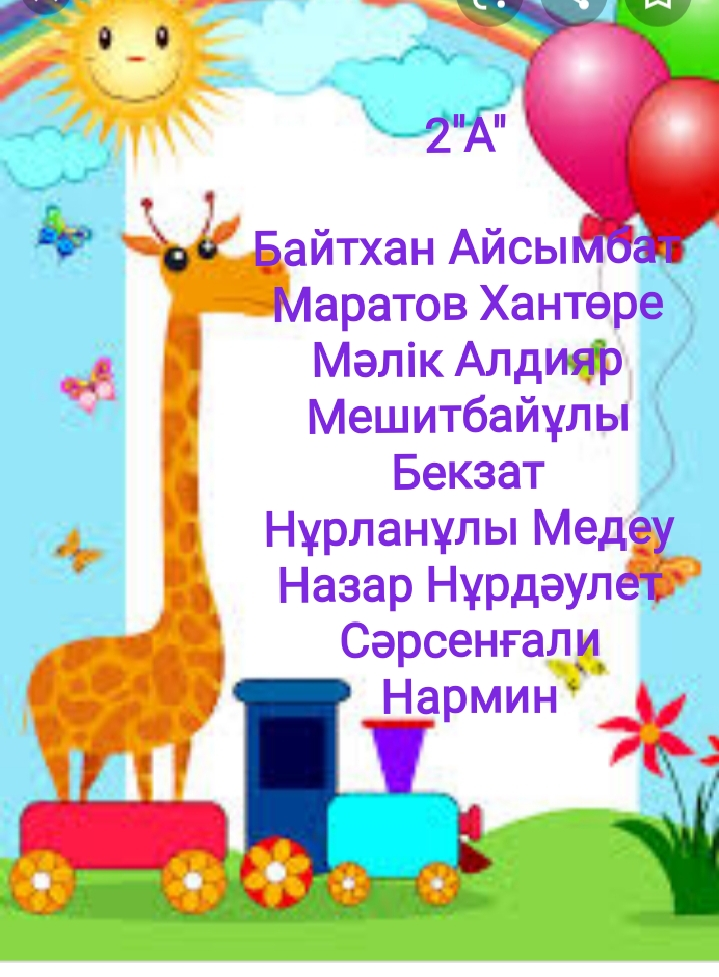 2"А"
Байтхан Айсымбат
Маратов Хантөре
Мәлік Алдияр
Мешитбайұлы
Бекзат
Нұрланұлы Медеу
Назар Нұрдәулет
Сәрсенғали
Нармин